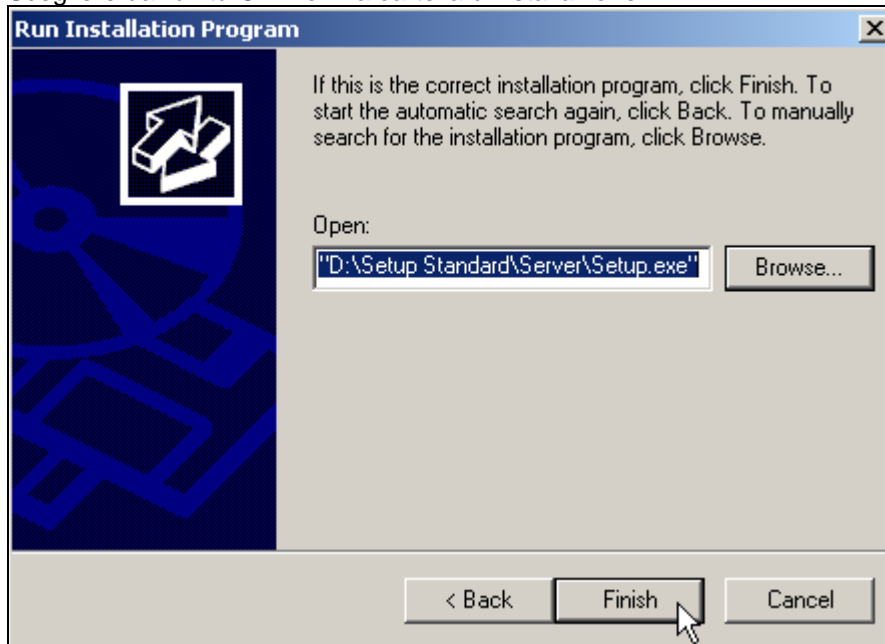 Run Installation Program
If this is the correct installation program, click Finish. To
start the automatic search again, click Back. To manually
search for the installation program, click Browse.
Open:
"D:\Setup Standard\Server\Setup.exe"
Browse...
< Back
Finish
Cancel